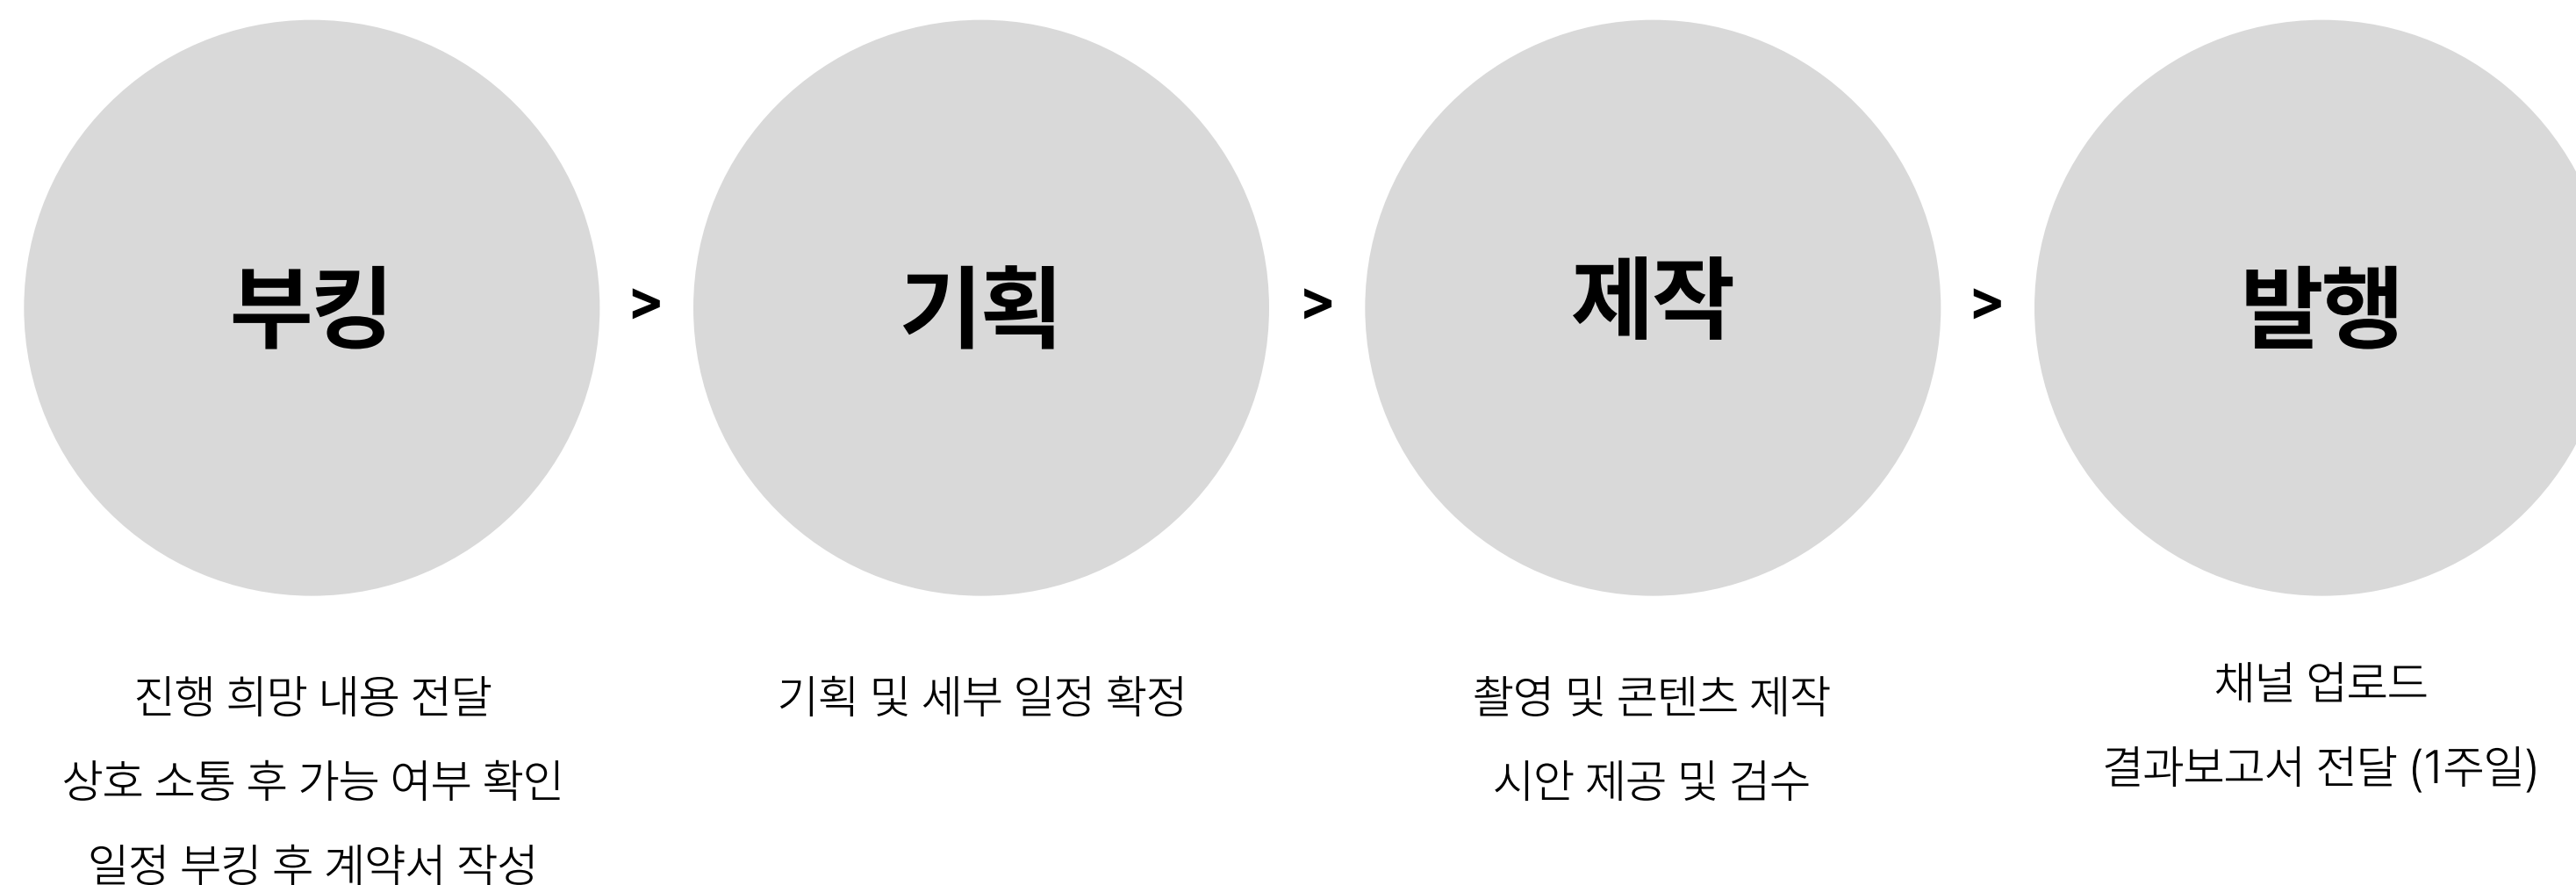 부킹 > 기획 > 제작 > 발행
진행 희망 내용 전달
상호 소통 후 가능 여부 확인
일정 부킹 후 계약서 작성
기획 및 세부 일정 확정
촬영 및 콘텐츠 제작
시안 제공 및 검수
채널 업로드
결과보고서 전달 (1주일)